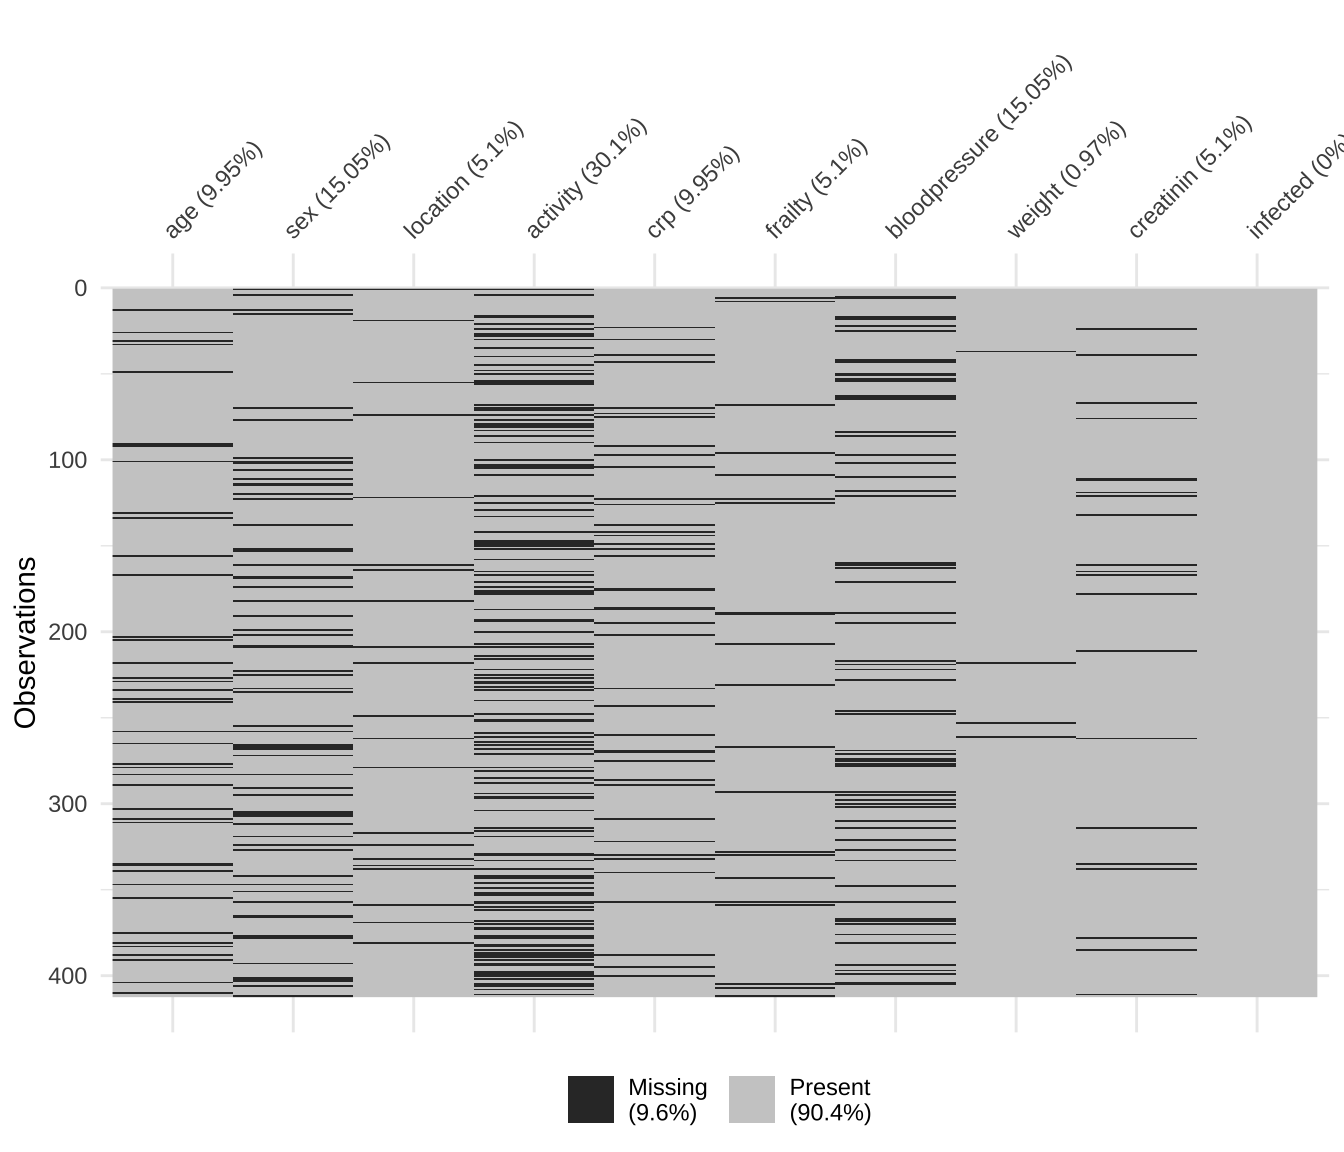 age (9.95%)
sex (15.05%)
location (5.1%)
activity (30.1%)
crp (9.95%)
frailty (5.1%)
bloodpressure (15.05%)
weight (0.97%)
creatinin (5.1%)
infected (0%
0
100
200
300
400
Observations
Missing
(9.6%)
Present
(90.4%)